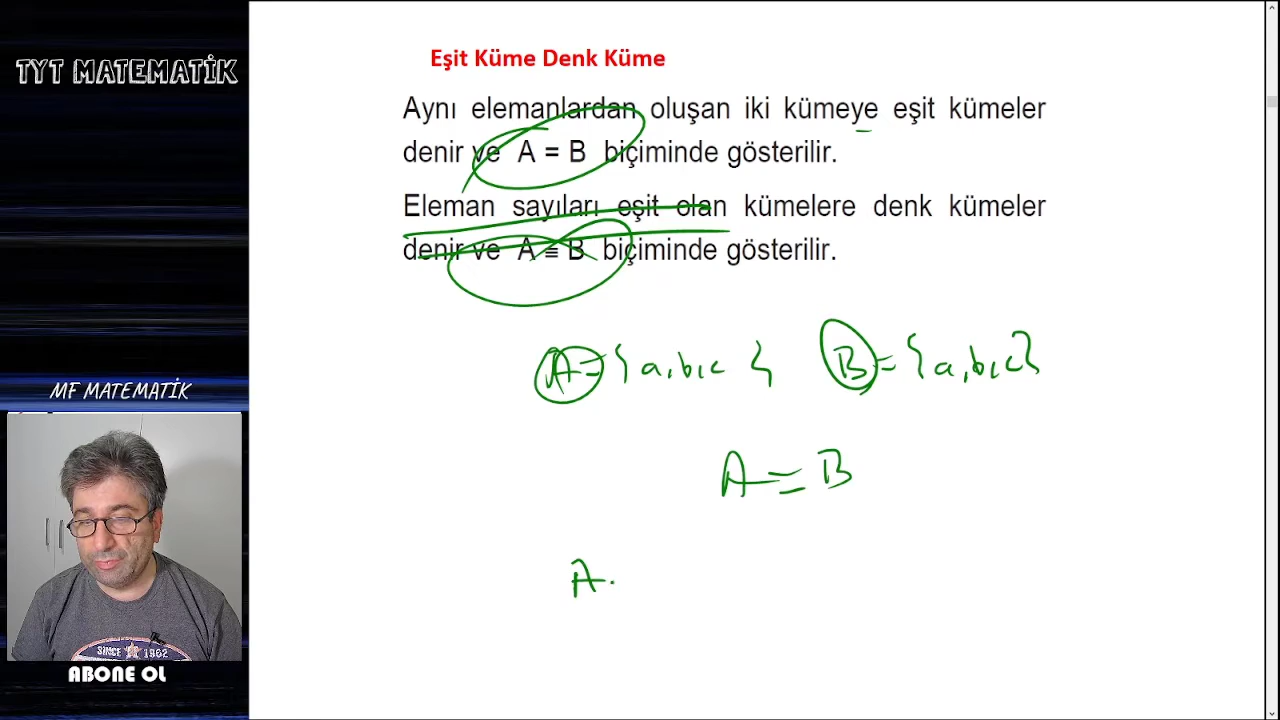 TYT MATEMATİK
Eşit Küme Denk Küme
Aynı elemanlardan oluşan iki kümeye eşit kümeler
denir ve A = B biçiminde gösterilir.
Eleman sayıları eşit olan kümelere denk kümeler
denir ve A ≡ B biçiminde gösterilir.
A = {a,b,c } B = {a,b,c}
A = B
A.
MF MATEMATİK
SINCE 1962
ABONE OL